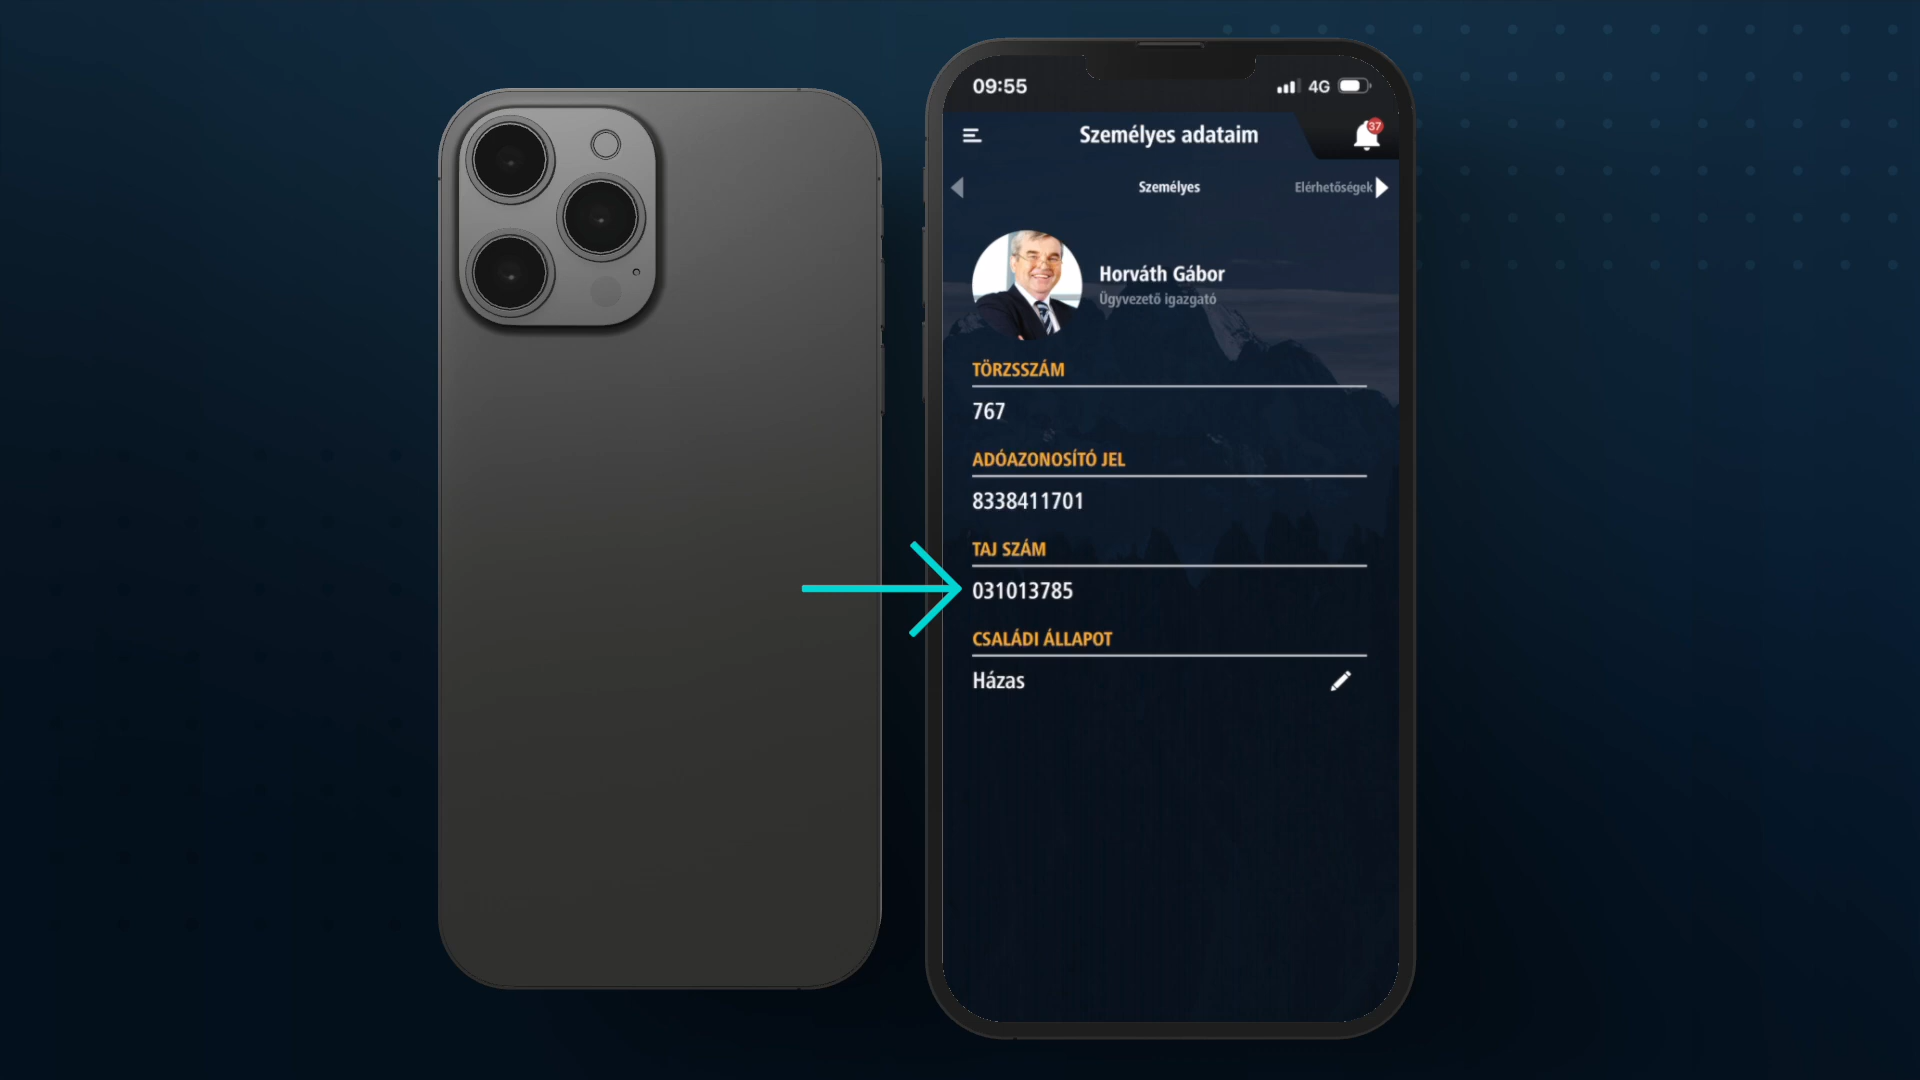 09:55
4G
Személyes adataim
37
Személyes
Elérhetőségek
Horváth Gábor
Ügyvezető igazgató
TÖRZSSZÁM
767
ADÓAZONOSÍTÓ JEL
8338411701
TAJ SZÁM
031013785
CSALÁDI ÁLLAPOT
Házas